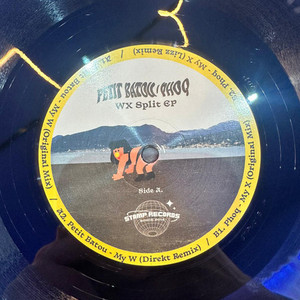 PETIT BATOU / PHOQ
WX Split EP
Side A.
STAMP RECORDS
A1. Petit Batou - My W (Original Mix) / A2. Petit Batou - My W (Direkt Remix) / B1. Phoq - My X (Original Mix) / B2. Phoq - My X (Lizz Remix) /